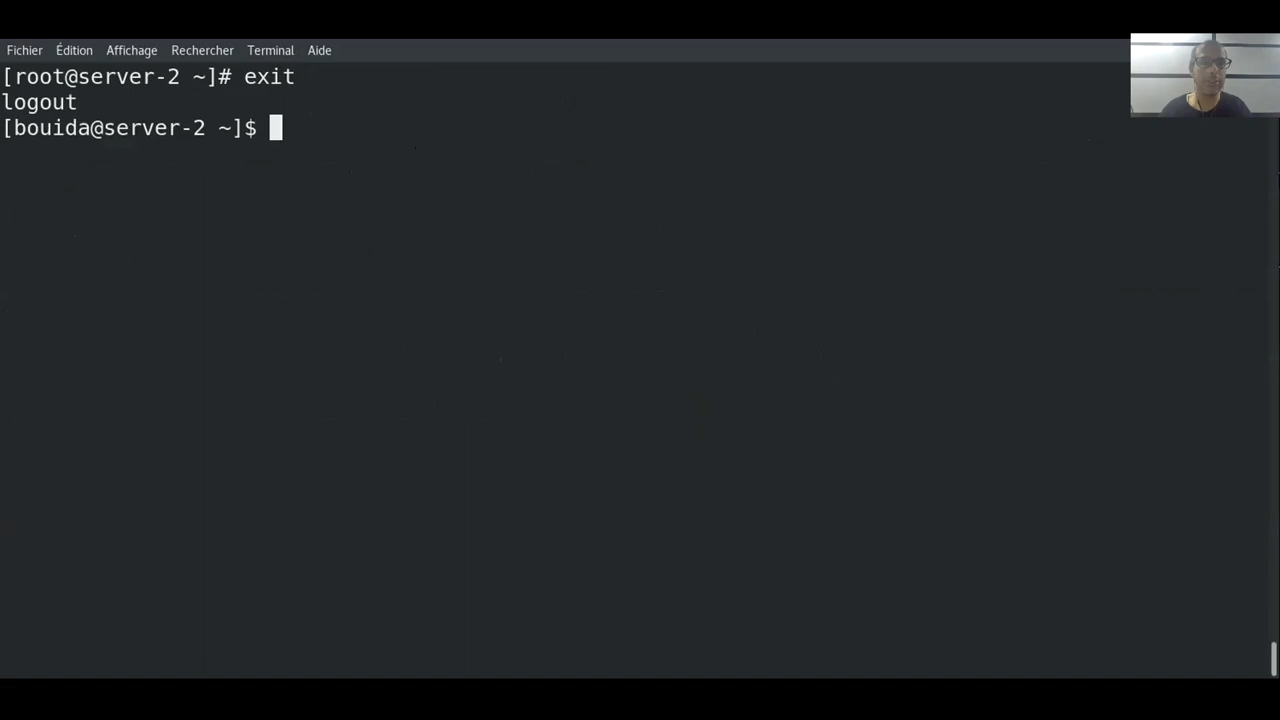 Fichier Édition Affichage Rechercher Terminal Aide
[root@server-2 ~]# exit
logout
[bouida@server-2 ~]$